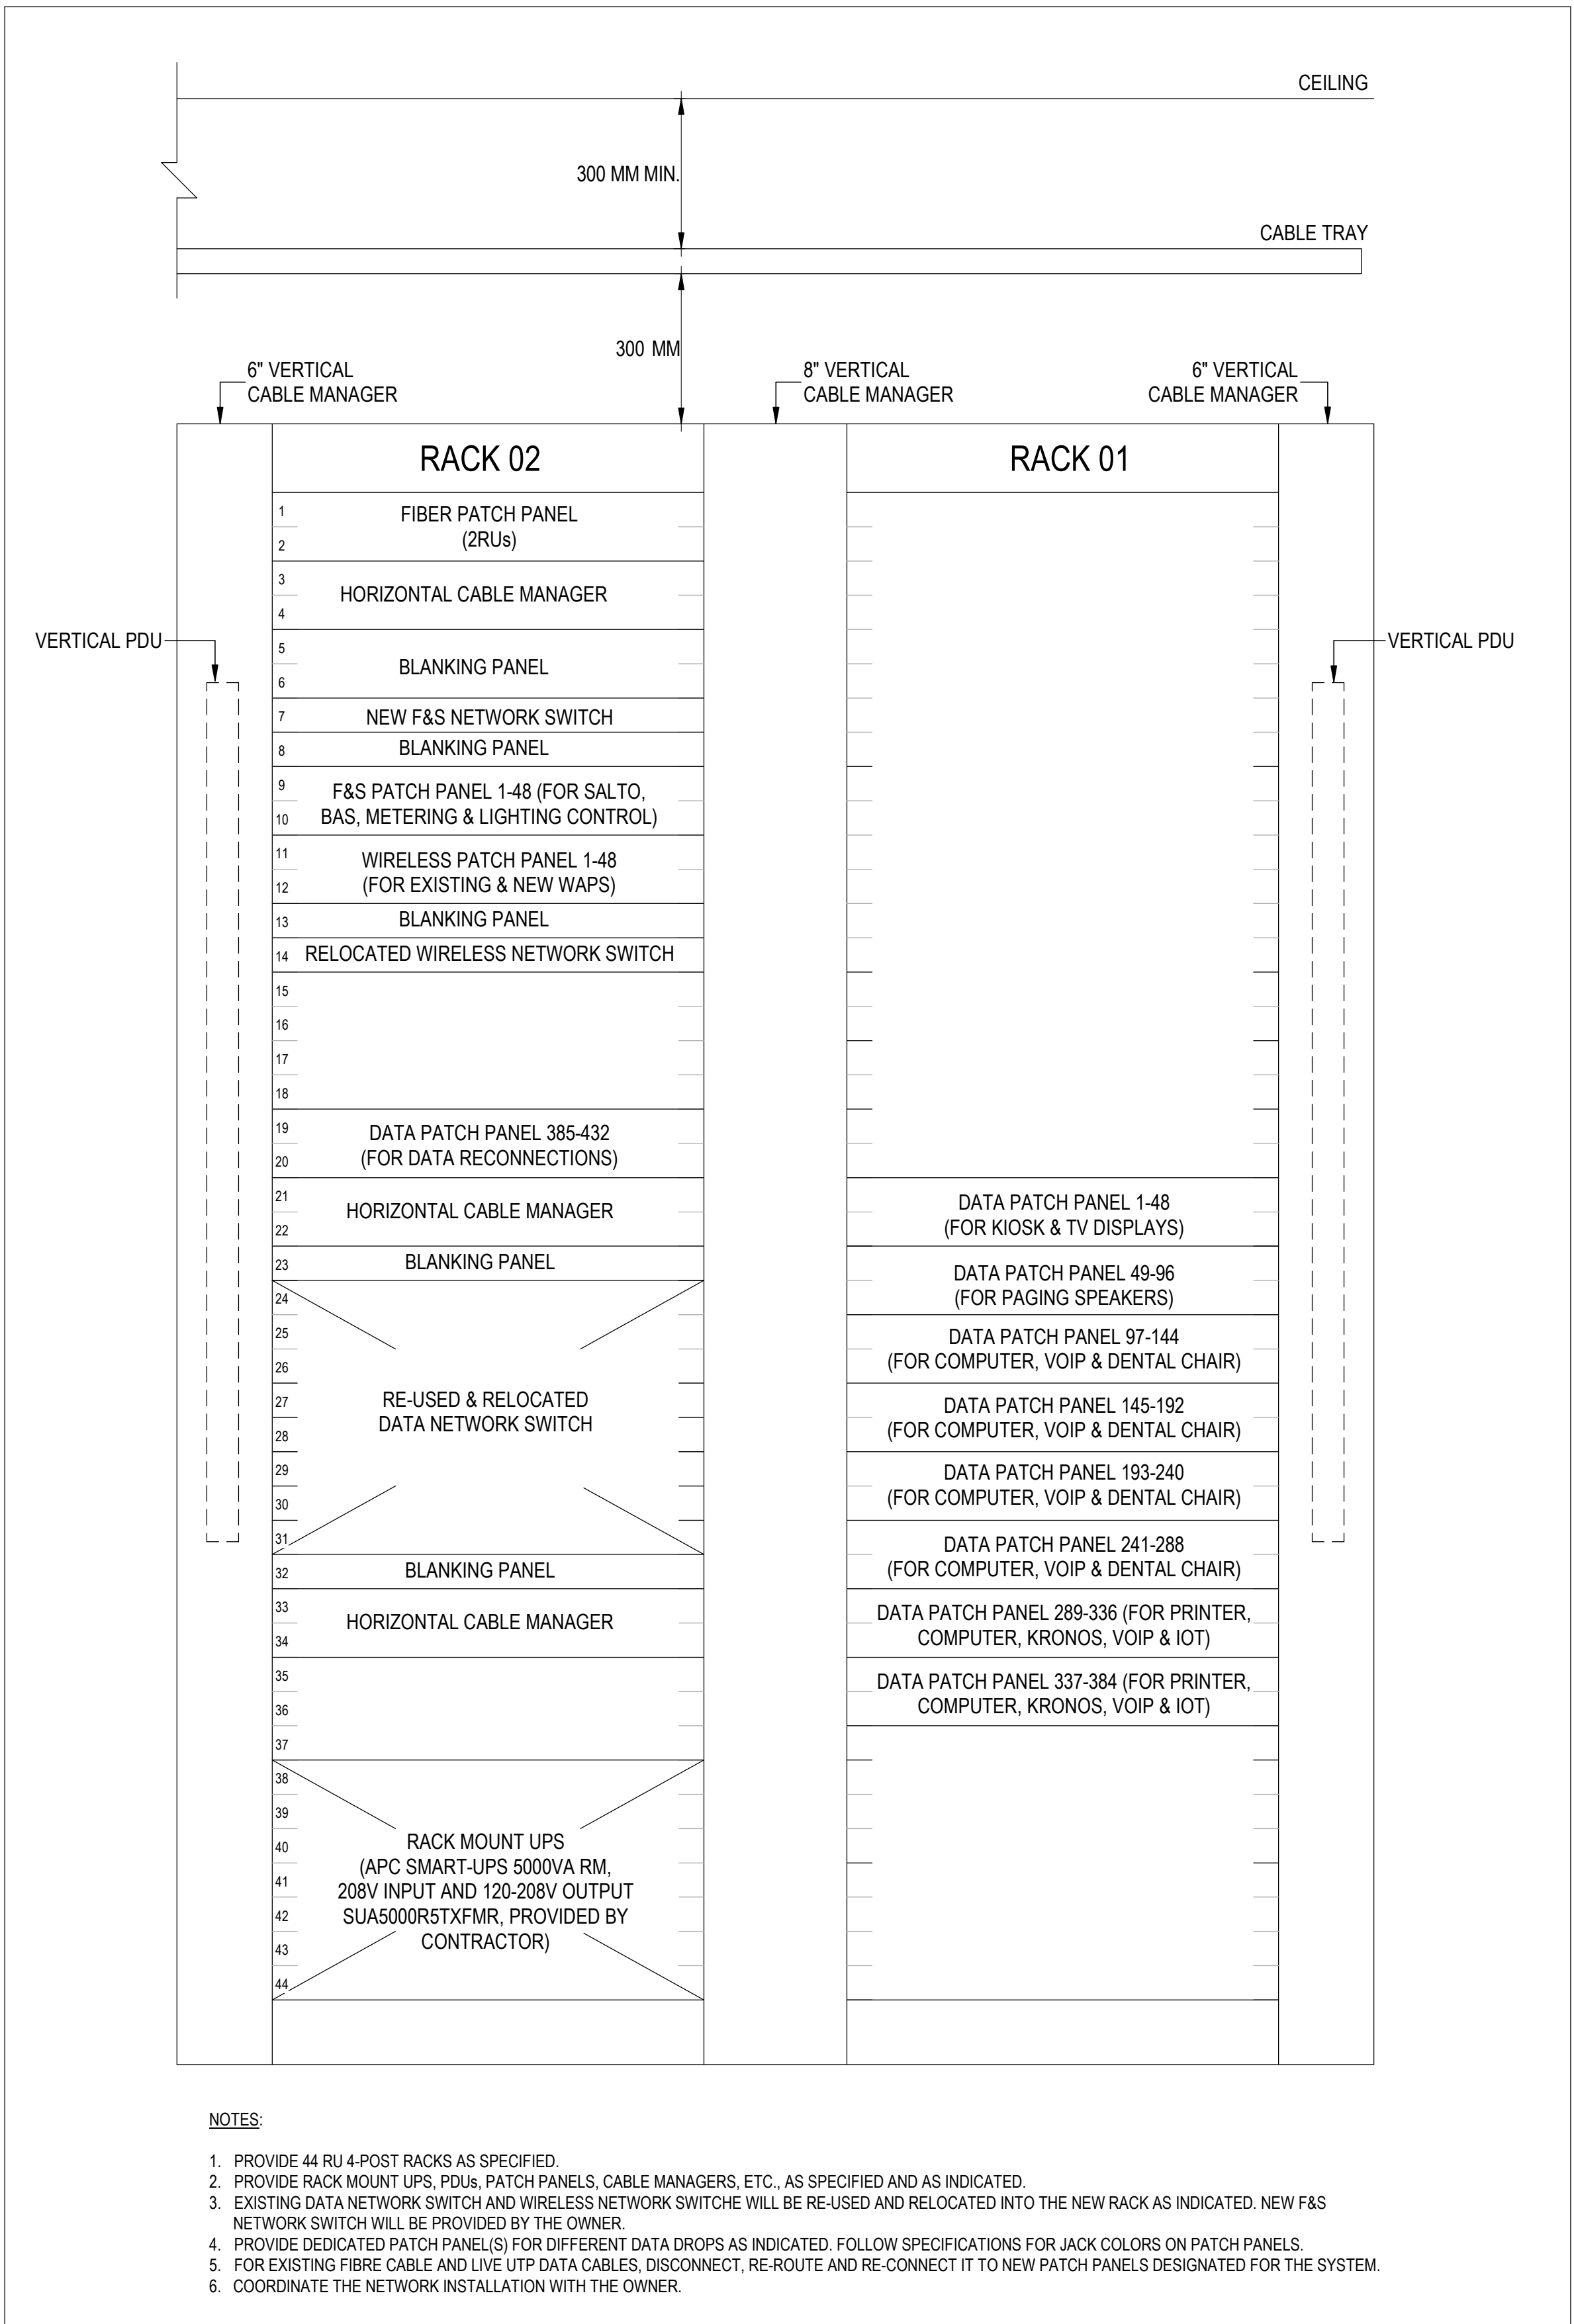 CEILING
300 MM MIN.
CABLE TRAY
300 MM
6" VERTICAL
CABLE MANAGER
8" VERTICAL
CABLE MANAGER
6" VERTICAL
CABLE MANAGER
RACK 02
RACK 01
VERTICAL PDU
VERTICAL PDU
1
FIBER PATCH PANEL
2
(2RUs)
3
HORIZONTAL CABLE MANAGER
4
5
BLANKING PANEL
6
7
NEW F&S NETWORK SWITCH
8
BLANKING PANEL
9
F&S PATCH PANEL 1-48 (FOR SALTO,
10
BAS, METERING & LIGHTING CONTROL)
11
WIRELESS PATCH PANEL 1-48
12
(FOR EXISTING & NEW WAPS)
13
BLANKING PANEL
14
RELOCATED WIRELESS NETWORK SWITCH
15
16
17
18
19
DATA PATCH PANEL 385-432
20
(FOR DATA RECONNECTIONS)
21
HORIZONTAL CABLE MANAGER
22
23
BLANKING PANEL
24
25
26
27
RE-USED & RELOCATED
DATA NETWORK SWITCH
28
29
30
31
32
BLANKING PANEL
33
HORIZONTAL CABLE MANAGER
34
35
36
37
38
39
40
RACK MOUNT UPS
(APC SMART-UPS 5000VA RM,
41
208V INPUT AND 120-208V OUTPUT
42
SUA5000R5TXFMR, PROVIDED BY
CONTRACTOR)
43
44
DATA PATCH PANEL 1-48
(FOR KIOSK & TV DISPLAYS)
DATA PATCH PANEL 49-96
(FOR PAGING SPEAKERS)
DATA PATCH PANEL 97-144
(FOR COMPUTER, VOIP & DENTAL CHAIR)
DATA PATCH PANEL 145-192
(FOR COMPUTER, VOIP & DENTAL CHAIR)
DATA PATCH PANEL 193-240
(FOR COMPUTER, VOIP & DENTAL CHAIR)
DATA PATCH PANEL 241-288
(FOR COMPUTER, VOIP & DENTAL CHAIR)
DATA PATCH PANEL 289-336 (FOR PRINTER,
COMPUTER, KRONOS, VOIP & IOT)
DATA PATCH PANEL 337-384 (FOR PRINTER,
COMPUTER, KRONOS, VOIP & IOT)
NOTES:
1. PROVIDE 44 RU 4-POST RACKS AS SPECIFIED.
2. PROVIDE RACK MOUNT UPS, PDUs, PATCH PANELS, CABLE MANAGERS, ETC., AS SPECIFIED AND AS INDICATED.
3. EXISTING DATA NETWORK SWITCH AND WIRELESS NETWORK SWITCHE WILL BE RE-USED AND RELOCATED INTO THE NEW RACK AS INDICATED. NEW F&S
NETWORK SWITCH WILL BE PROVIDED BY THE OWNER.
4. PROVIDE DEDICATED PATCH PANEL(S) FOR DIFFERENT DATA DROPS AS INDICATED. FOLLOW SPECIFICATIONS FOR JACK COLORS ON PATCH PANELS.
5. FOR EXISTING FIBRE CABLE AND LIVE UTP DATA CABLES, DISCONNECT, RE-ROUTE AND RE-CONNECT IT TO NEW PATCH PANELS DESIGNATED FOR THE SYSTEM.
6. COORDINATE THE NETWORK INSTALLATION WITH THE OWNER.